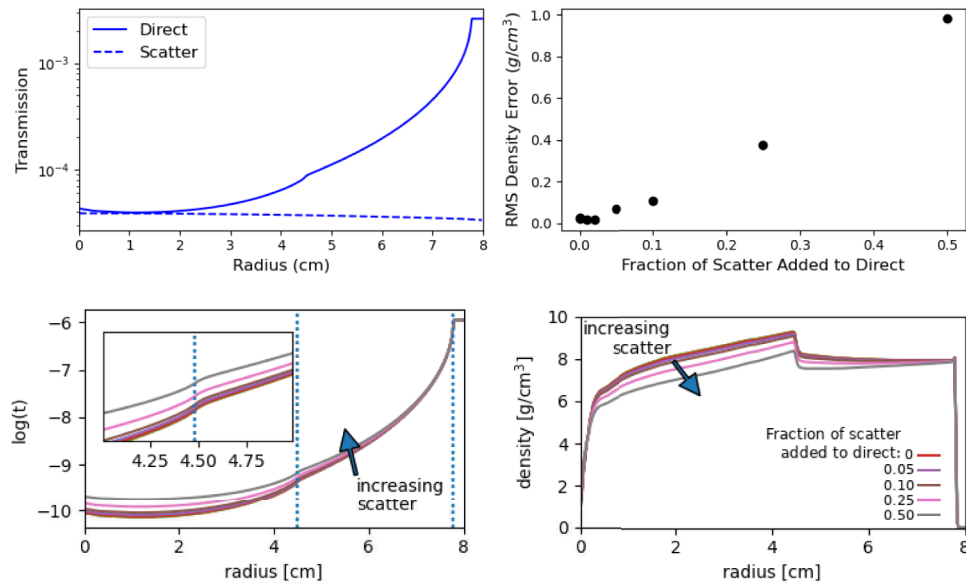 Direct
Scatter
Transmission
10⁻³
10⁻⁴
0 1 2 3 4 5 6 7 8
Radius (cm)
RMS Density Error (g/cm³)
1.0
0.8
0.6
0.4
0.2
0.0
0.0 0.1 0.2 0.3 0.4 0.5
Fraction of Scatter Added to Direct
log(t)
−6
−7
−8
−9
−10
4.25 4.50 4.75
increasing
scatter
0 2 4 6 8
radius [cm]
density [g/cm³]
10
8
6
4
2
0
increasing
scatter
Fraction of scatter
added to direct: 0
0.05
0.10
0.25
0.50
0 2 4 6 8
radius [cm]